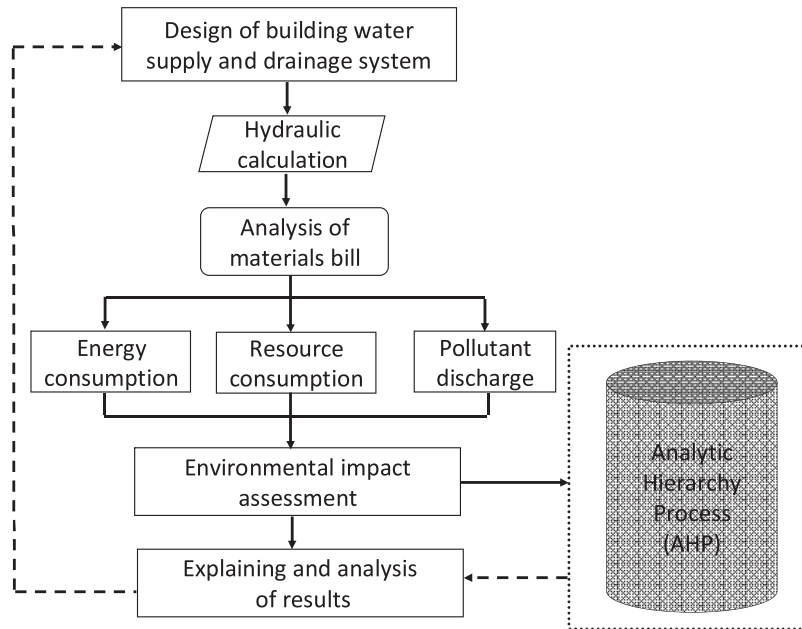 Design of building water
supply and drainage system
Hydraulic
calculation
Analysis of
materials bill
Energy
consumption
Resource
consumption
Pollutant
discharge
Environmental impact
assessment
Analytic
Hierarchy
Process
(AHP)
Explaining and analysis
of results